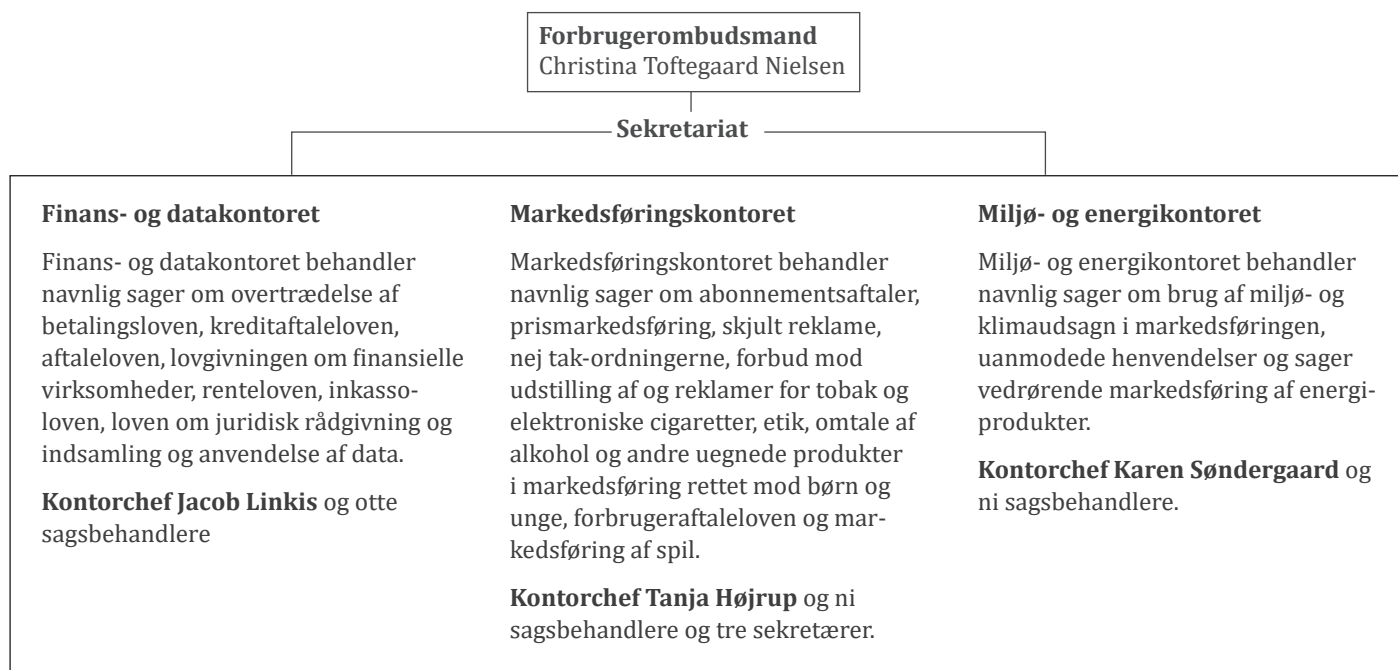 Forbrugerombudsmand
Christina Toftegaard Nielsen
Sekretariat
Finans- og datakontoret
Finans- og datakontoret behandler
navnlig sager om overtrædelse af
betalingsloven, kreditaftaleloven,
aftaleloven, lovgivningen om finansielle
virksomheder, renteloven, inkasso-
loven, loven om juridisk rådgivning og
indsamling og anvendelse af data.
Kontorchef Jacob Linkis og otte
sagsbehandlere
Markedsføringskontoret
Markedsføringskontoret behandler
navnlig sager om abonnementsaftaler,
prismarkedsføring, skjult reklame,
nej tak-ordningerne, forbud mod
udstilling af og reklamer for tobak og
elektroniske cigaretter, etik, omtale af
alkohol og andre uegnede produkter
i markedsføring rettet mod børn og
unge, forbrugeraftaleloven og mar-
kedsføring af spil.
Kontorchef Tanja Højrup og ni
sagsbehandlere og tre sekretærer.
Miljø- og energikontoret
Miljø- og energikontoret behandler
navnlig sager om brug af miljø- og
klimaudsagn i markedsføringen,
uanmodede henvendelser og sager
vedrørende markedsføring af energi-
produkter.
Kontorchef Karen Søndergaard og
ni sagsbehandlere.